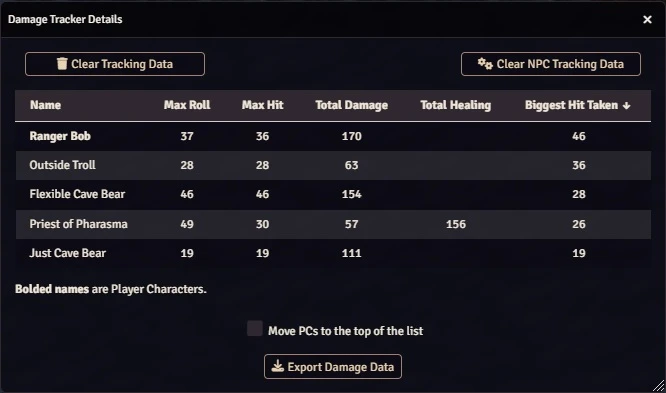 Damage Tracker Details
Clear Tracking Data Clear NPC Tracking Data
Name Max Roll Max Hit Total Damage Total Healing Biggest Hit Taken ↓
Ranger Bob 37 36 170 46
Outside Troll 28 28 63 36
Flexible Cave Bear 46 46 154 28
Priest of Pharasma 49 30 57 156 26
Just Cave Bear 19 19 111 19
Bolded names are Player Characters.
Move PCs to the top of the list
Export Damage Data